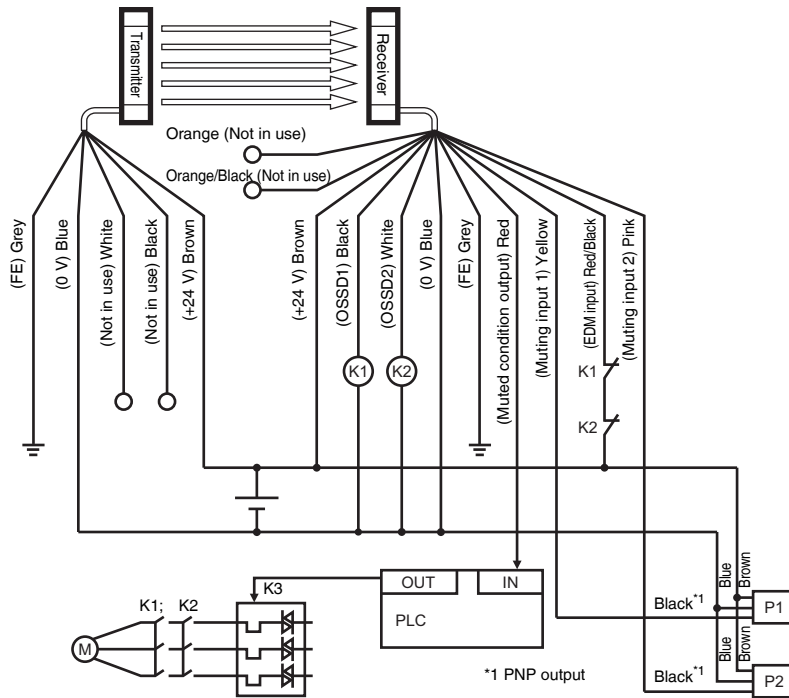 Transmitter
Receiver
Orange (Not in use)
Orange/Black (Not in use)
(FE) Grey
(0 V) Blue
(Not in use) White
(Not in use) Black
(+24 V) Brown
(+24 V) Brown
(OSSD1) Black
(OSSD2) White
(0 V) Blue
(FE) Grey
(Muted condition output) Red
(Muting input 1) Yellow
(EDM input) Red/Black
(Muting input 2) Pink
K1
K2
K1
K2
K3
OUT
IN
PLC
K1;
K2
M
Blue
Brown
Black*1
P1
Blue
Brown
Black*1
P2
*1 PNP output